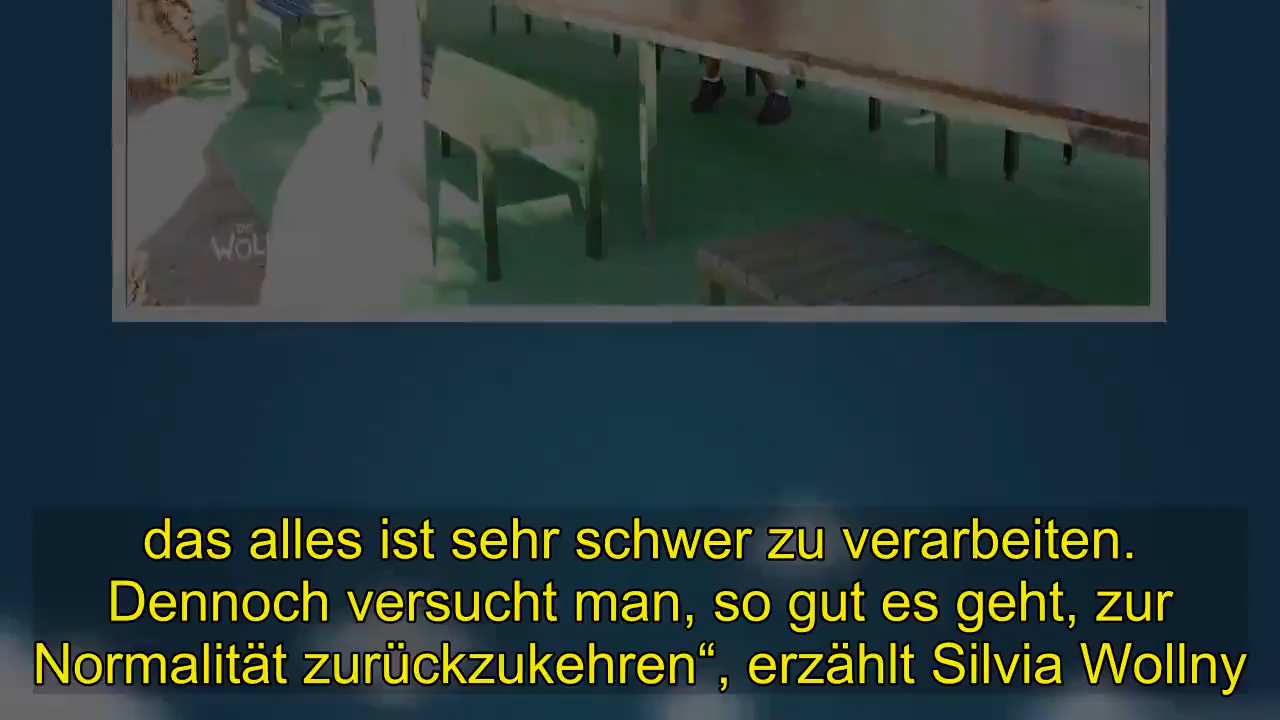 das alles ist sehr schwer zu verarbeiten.
Dennoch versucht man, so gut es geht, zur
Normalität zurückzukehren“, erzählt Silvia Wollny